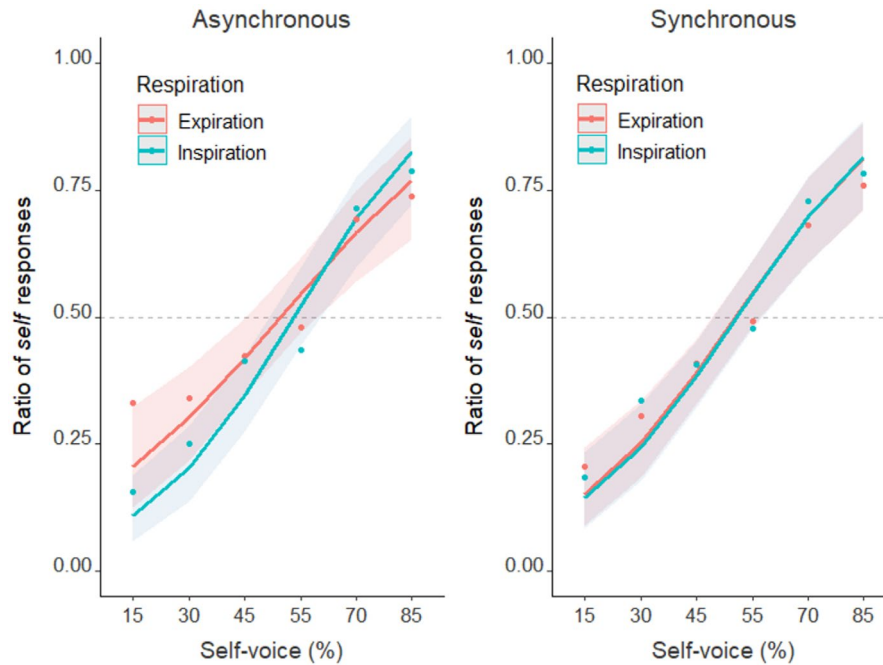 Asynchronous
Ratio of self responses
1.00
0.75
0.50
0.25
0.00
Respiration
Expiration
Inspiration
15 30 45 55 70 85
Self-voice (%)
Synchronous
Ratio of self responses
1.00
0.75
0.50
0.25
0.00
Respiration
Expiration
Inspiration
15 30 45 55 70 85
Self-voice (%)